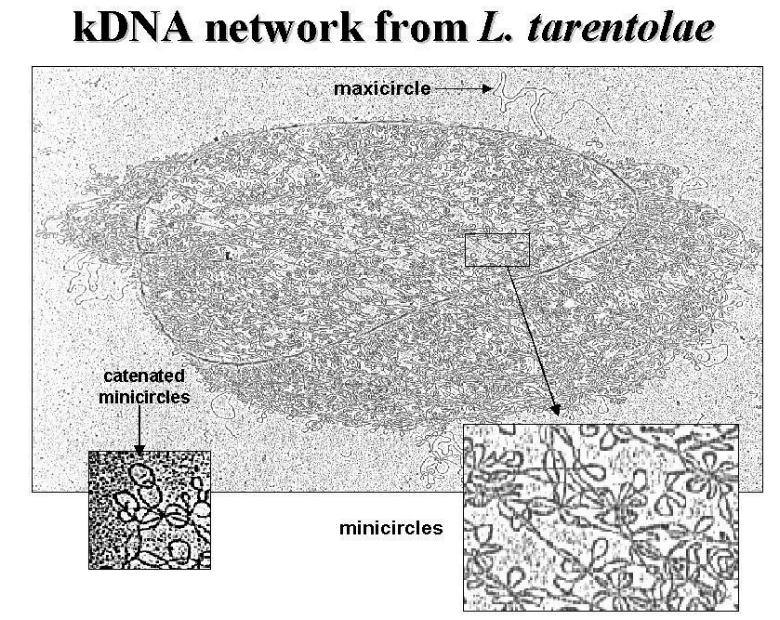 kDNA network from L. tarentolae
maxicircle
catenated
minicircles
minicircles